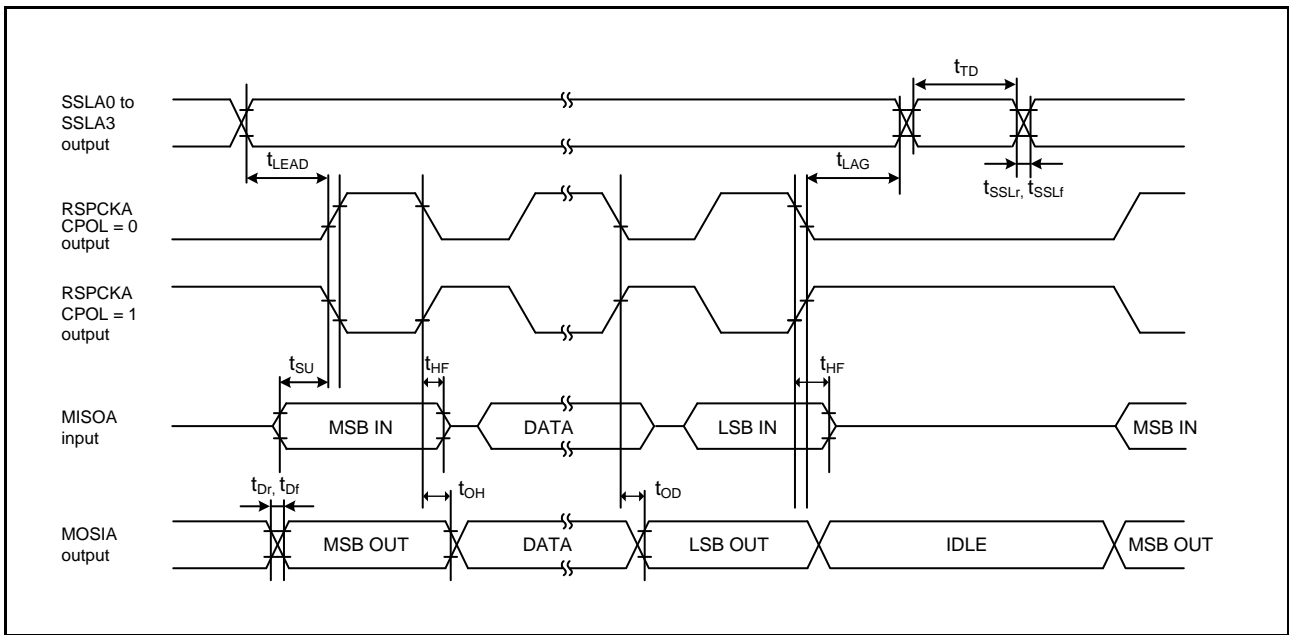 SSLA0 to
SSLA3
output
tTD
tLEAD
tLAG
tSSLr, tSSLf
RSPCKA
CPOL = 0
output
RSPCKA
CPOL = 1
output
tSU
tHF
tHF
MISOA
input
MSB IN
DATA
LSB IN
MSB IN
tDr, tDf
tOH
tOD
MOSIA
output
MSB OUT
DATA
LSB OUT
IDLE
MSB OUT